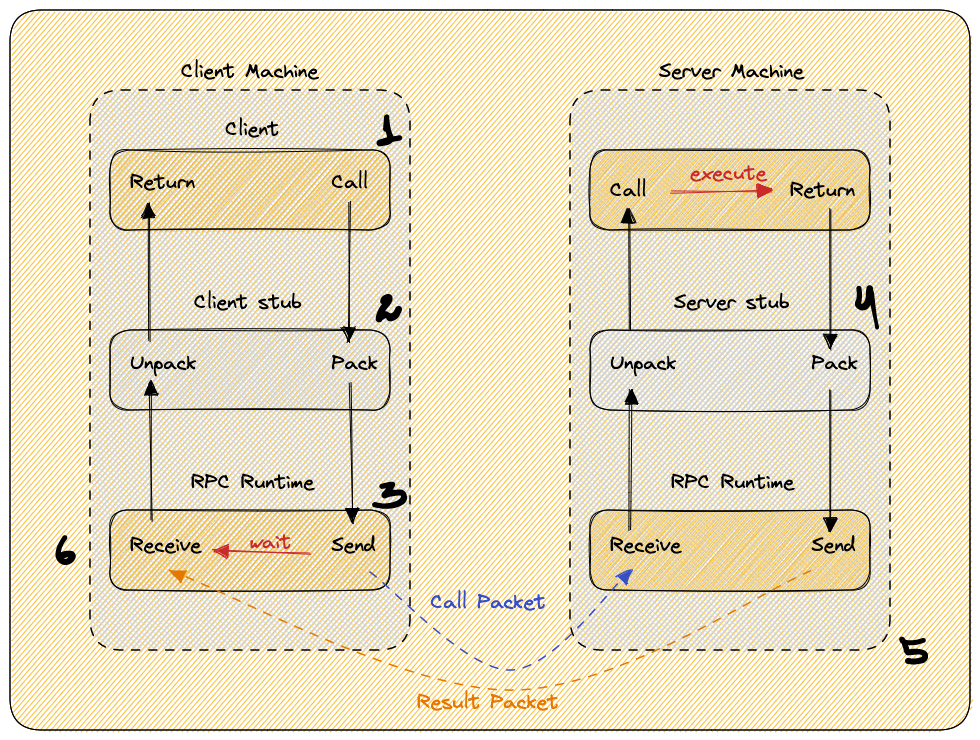 Client Machine
Client
1
Return
Call
Client stub
2
Unpack
Pack
RPC Runtime
3
6
Receive
wait
Send
Server Machine
Call
execute
Return
Server stub
4
Unpack
Pack
RPC Runtime
Receive
Send
5
Call Packet
Result Packet